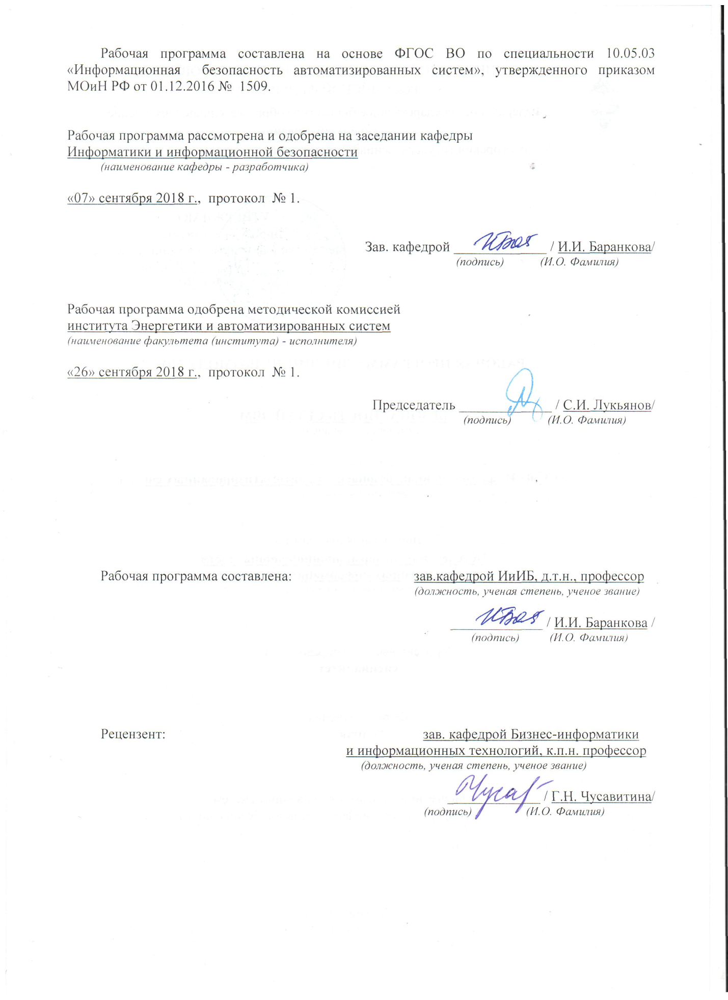 Рабочая программа составлена на основе ФГОС ВО по специальности 10.05.03
«Информационная безопасность автоматизированных систем», утвержденного приказом
МОиН РФ от 01.12.2016 № 1509.
Рабочая программа рассмотрена и одобрена на заседании кафедры
Информатики и информационной безопасности
(наименование кафедры - разработчика)
«07» сентября 2018 г., протокол № 1.
Зав. кафедрой ______________ / И.И. Баранкова/
(подпись) (И.О. Фамилия)
Рабочая программа одобрена методической комиссией
института Энергетики и автоматизированных систем
(наименование факультета (института) - исполнителя)
«26» сентября 2018 г., протокол № 1.
Председатель ______________ / С.И. Лукьянов/
(подпись) (И.О. Фамилия)
Рабочая программа составлена: зав.кафедрой ИиИБ, д.т.н., профессор
(должность, ученая степень, ученое звание)
______________ / И.И. Баранкова /
(подпись) (И.О. Фамилия)
Рецензент: зав. кафедрой Бизнес-информатики
и информационных технологий, к.п.н. профессор
(должность, ученая степень, ученое звание)
______________ / Г.Н. Чусавитина/
(подпись) (И.О. Фамилия)